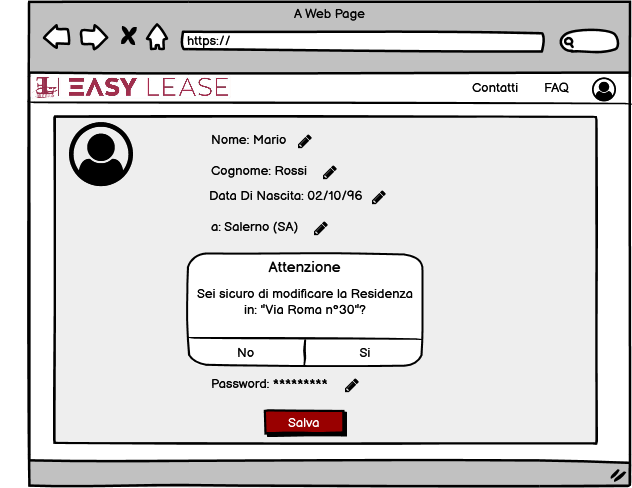 A Web Page
https://
EASY LEASE
Contatti FAQ
Nome: Mario
Cognome: Rossi
Data Di Nascita: 02/10/96
a: Salerno (SA)
Attenzione
Sei sicuro di modificare la Residenza
in: "Via Roma n°30"?
No Si
Password: *********
Salva